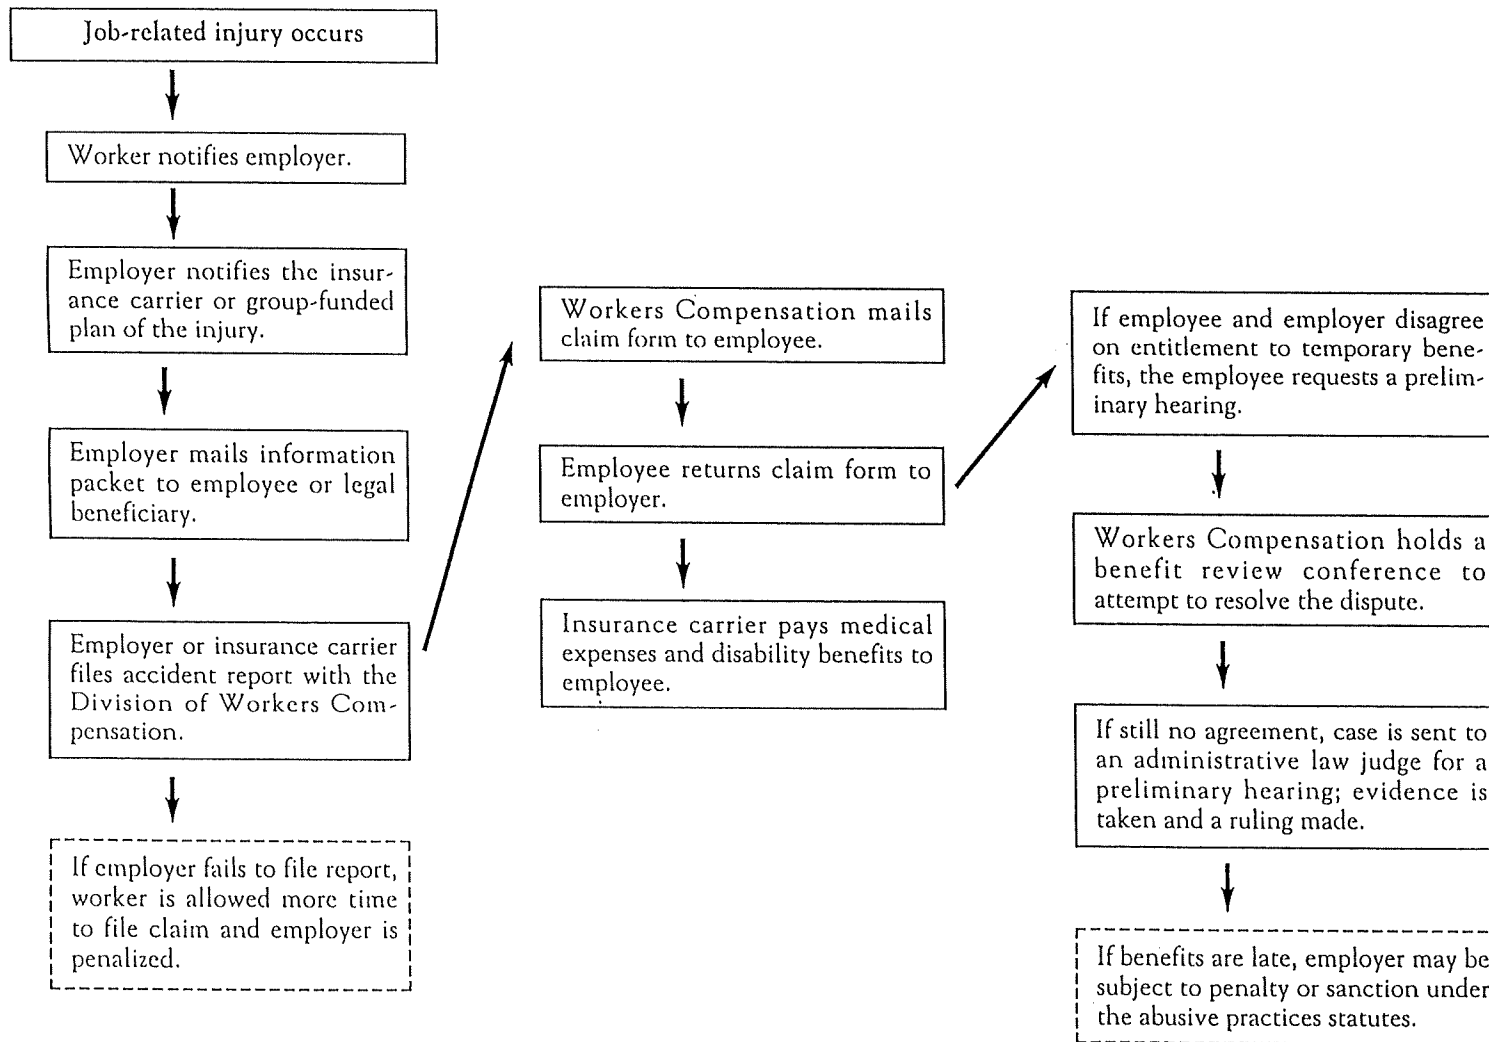 Job-related injury occurs
Worker notifies employer.
Employer notifies the insur-
ance carrier or group-funded
plan of the injury.
Employer mails information
packet to employee or legal
beneficiary.
Employer or insurance carrier
files accident report with the
Division of Workers Com-
pensation.
If employer fails to file report,
worker is allowed more time
to file claim and employer is
penalized.
Workers Compensation mails
claim form to employee.
Employee returns claim form to
employer.
Insurance carrier pays medical
expenses and disability benefits to
employee.
If employee and employer disagree
on entitlement to temporary bene-
fits, the employee requests a prelim-
inary hearing.
Workers Compensation holds a
benefit review conference to
attempt to resolve the dispute.
If still no agreement, case is sent to
an administrative law judge for a
preliminary hearing; evidence is
taken and a ruling made.
If benefits are late, employer may be
subject to penalty or sanction under
the abusive practices statutes.